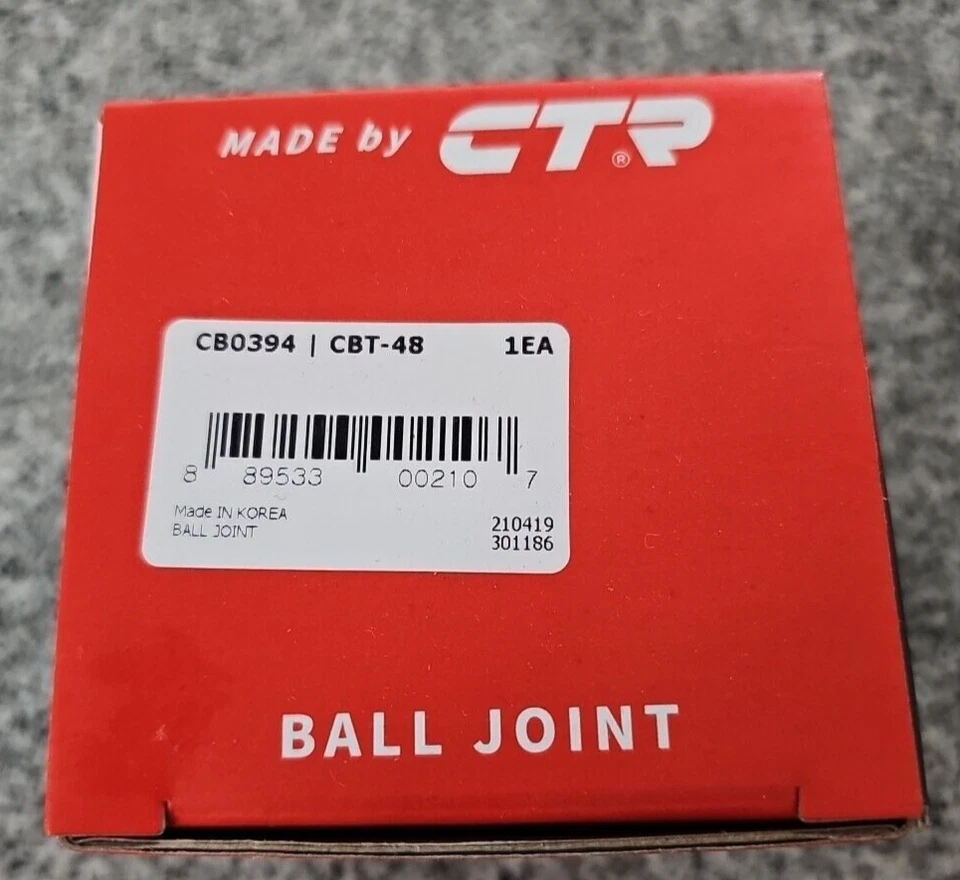 MADE by CTR®
CB0394 | CBT-48 1EA
8 89533 00210 7
Made IN KOREA
BALL JOINT
210419
301186
BALL JOINT